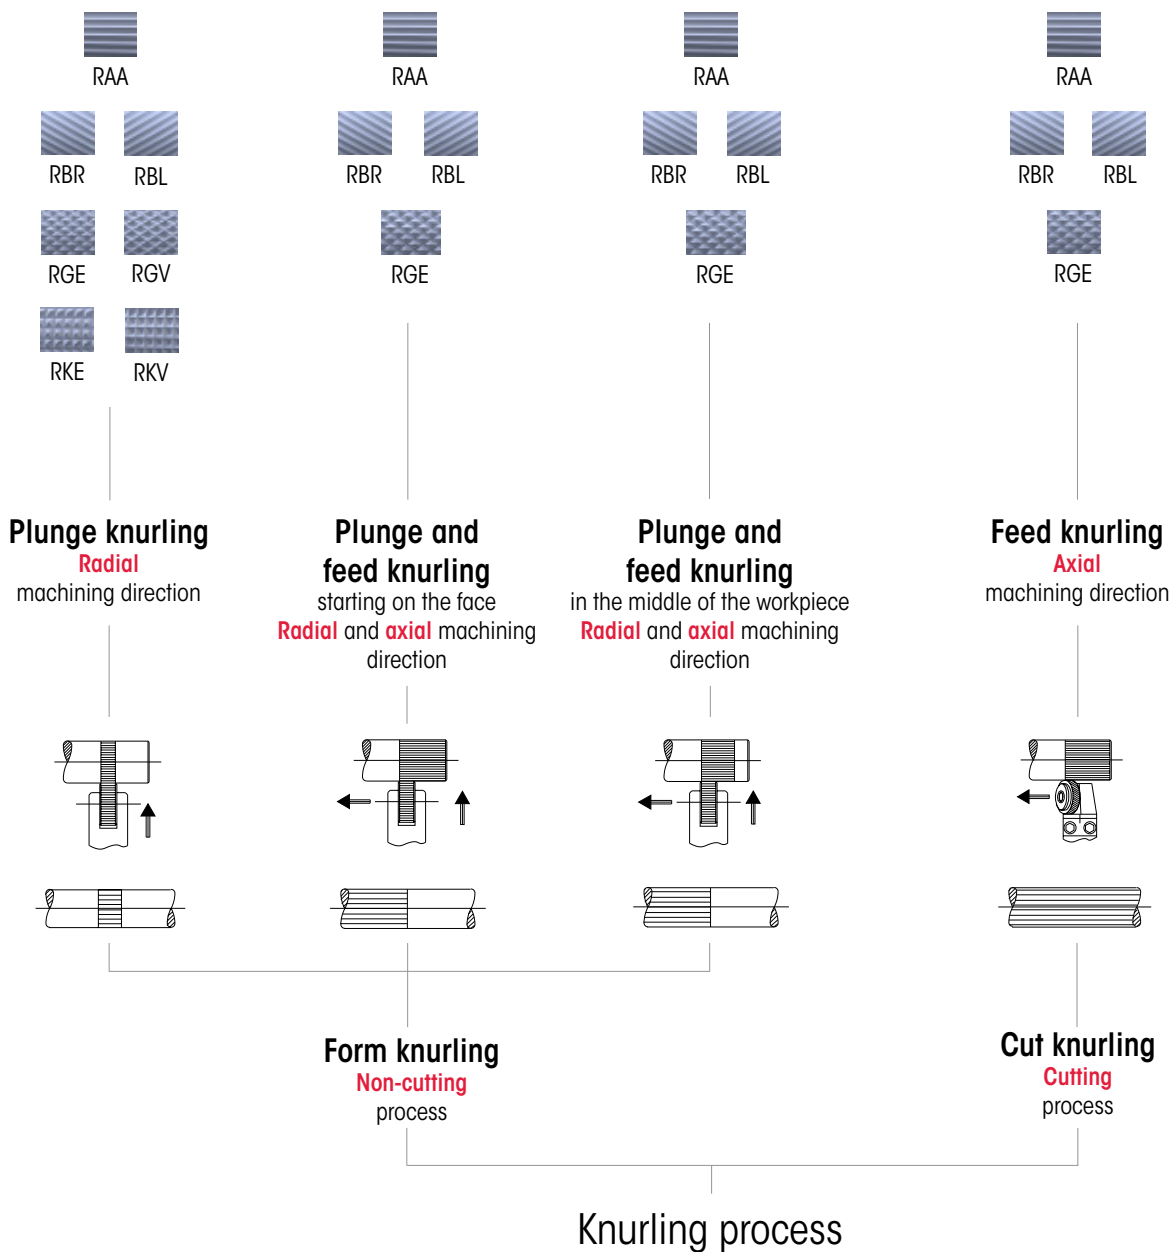 RAA
RAA
RAA
RAA
RBR RBL
RBR RBL
RBR RBL
RBR RBL
RGE RGV
RGE
RGE
RGE
RKE RKV
Plunge knurling
Radial
machining direction
Plunge and
feed knurling
starting on the face
Radial and axial machining
direction
Plunge and
feed knurling
in the middle of the workpiece
Radial and axial machining
direction
Feed knurling
Axial
machining direction
Form knurling
Non-cutting
process
Cut knurling
Cutting
process
Knurling process